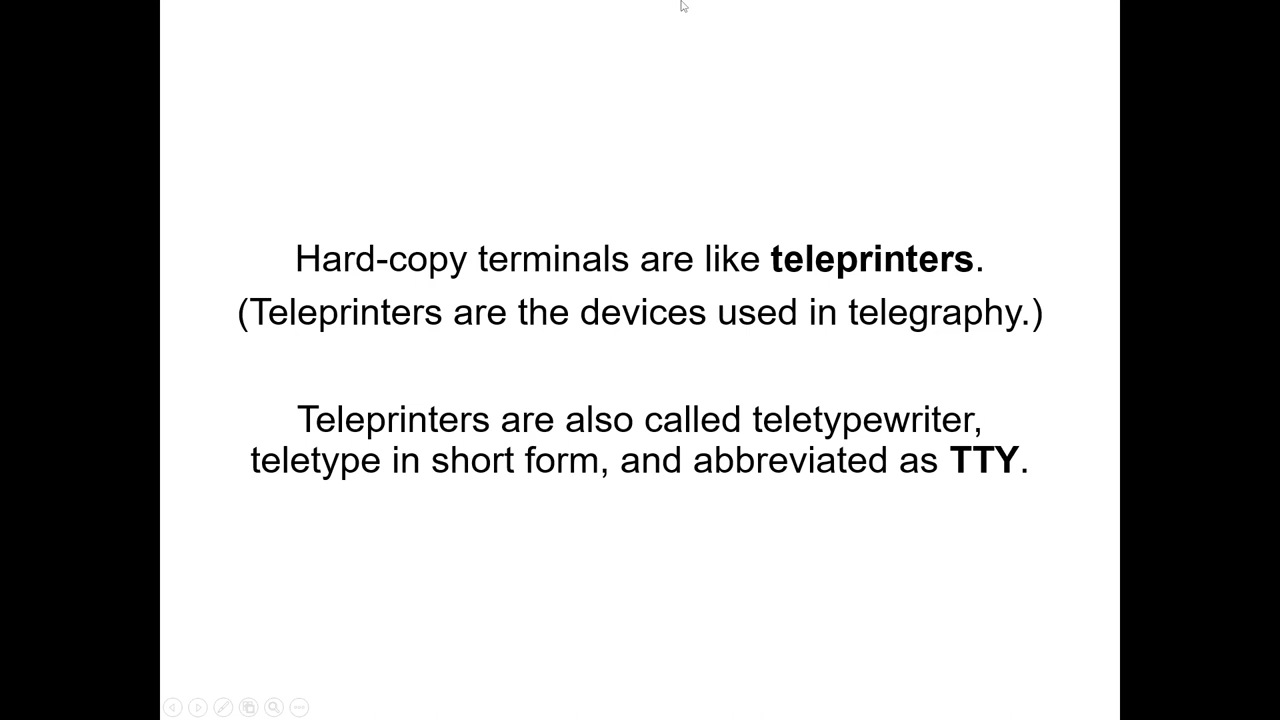 Hard-copy terminals are like teleprinters.
(Teleprinters are the devices used in telegraphy.)
Teleprinters are also called teletypewriter,
teletype in short form, and abbreviated as TTY.